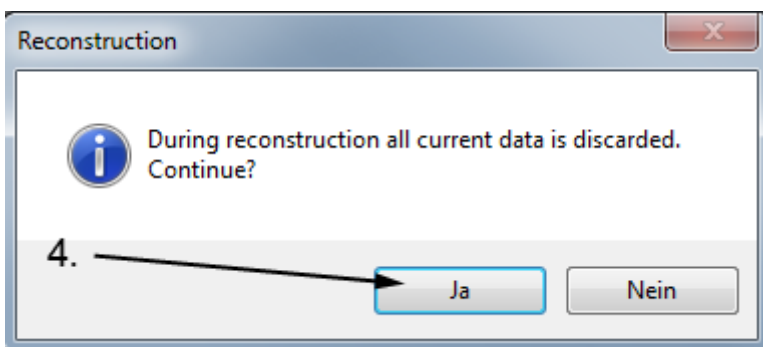 Reconstruction
During reconstruction all current data is discarded.
Continue?
4.
Ja Nein